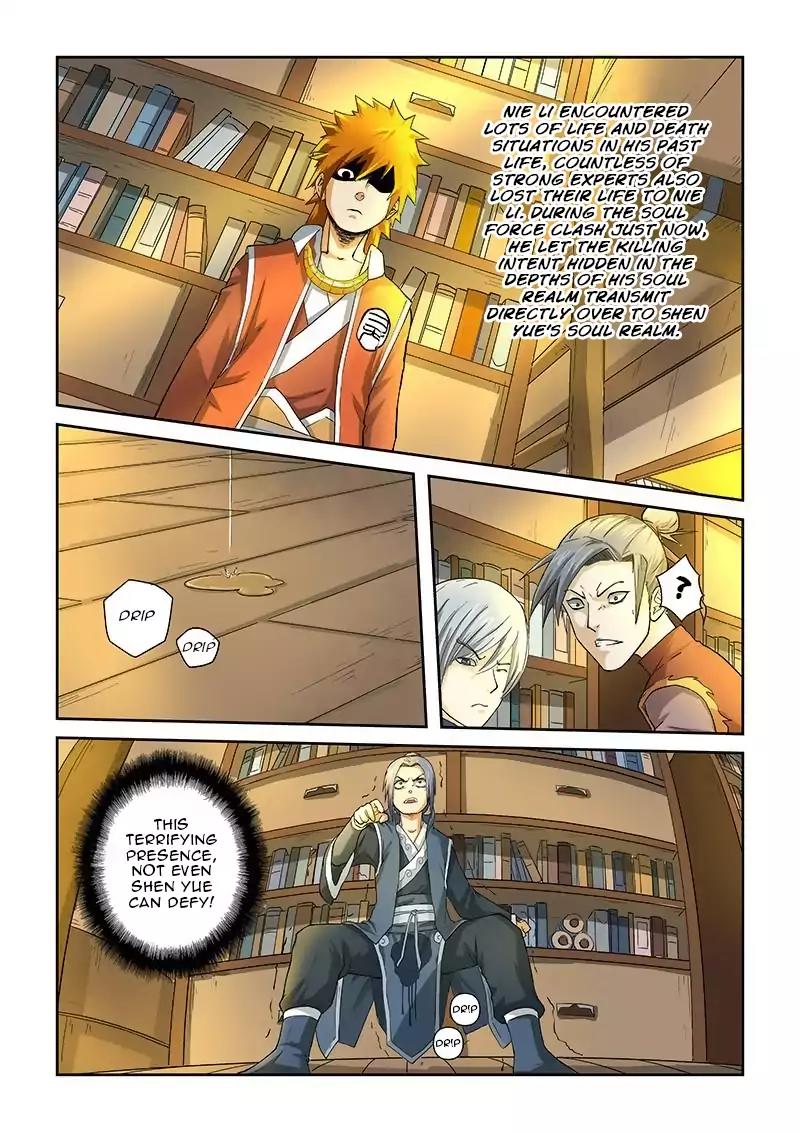 NIE LI ENCOUNTERED
LOTS OF LIFE AND DEATH
SITUATIONS IN HIS PAST
LIFE, COUNTLESS OF
STRONG EXPERTS ALSO
LOST THEIR LIFE TO NIE
LI. DURING THE SOUL
FORCE CLASH JUST NOW,
HE LET THE KILLING
INTENT HIDDEN IN THE
DEPTHS OF HIS SOUL
REALM TRANSMIT
DIRECTLY OVER TO SHEN
YUE'S SOUL REALM.
DRIP
DRIP
?
THIS
TERRIFYING
PRESENCE,
NOT EVEN
SHEN YUE
CAN DEFY!
DRIP
DRIP